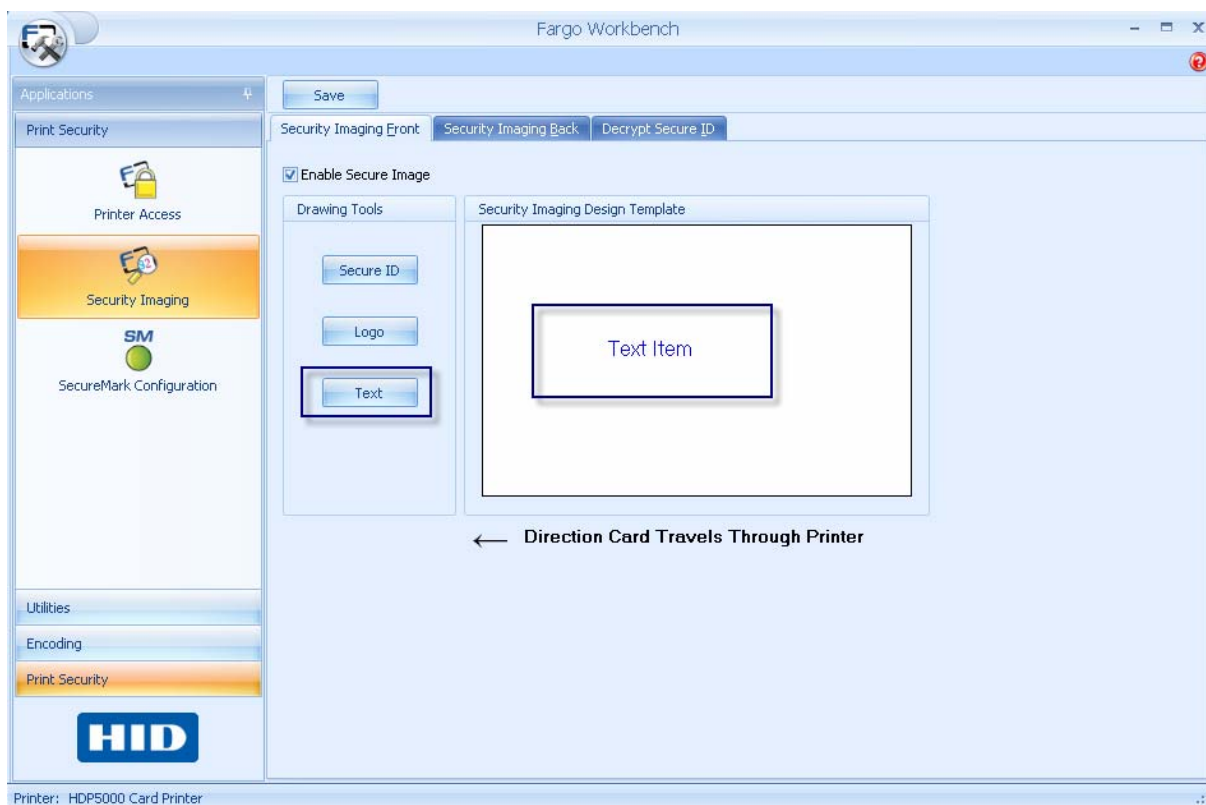 Fargo Workbench
Applications
Print Security
Printer Access
Security Imaging
SM
SecureMark Configuration
Utilities
Encoding
Print Security
HID
Save
Security Imaging Front
Security Imaging Back
Decrypt Secure ID
Enable Secure Image
Drawing Tools
Secure ID
Logo
Text
Security Imaging Design Template
Text Item
← Direction Card Travels Through Printer
Printer: HDP5000 Card Printer